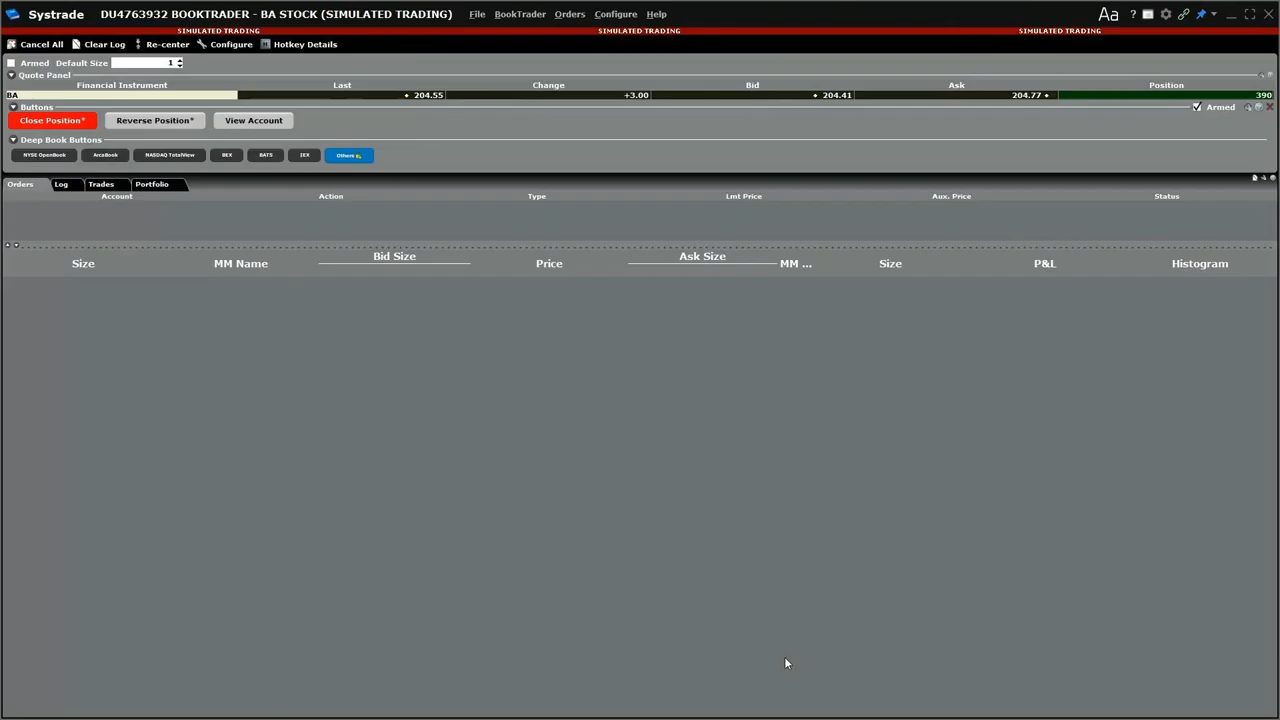 Systrade DU4763932 BOOKTRADER - BA STOCK (SIMULATED TRADING) File BookTrader Orders Configure Help Aa ?
SIMULATED TRADING SIMULATED TRADING SIMULATED TRADING
Cancel All Clear Log Re-center Configure H Hotkey Details
Armed Default Size 1
Quote Panel
Financial Instrument Last Change Bid Ask Position
BA 204.55 +3.00 204.41 204.77 390
Buttons Armed
Close Position* Reverse Position* View Account
Deep Book Buttons
NYSE OpenBook ArcaBook NASDAQ TotalView BEX BATS IEX Others
Orders Log Trades Portfolio
Account Action Type Lmt Price Aux. Price Status
Size MM Name Bid Size Price Ask Size MM ... Size P&L Histogram